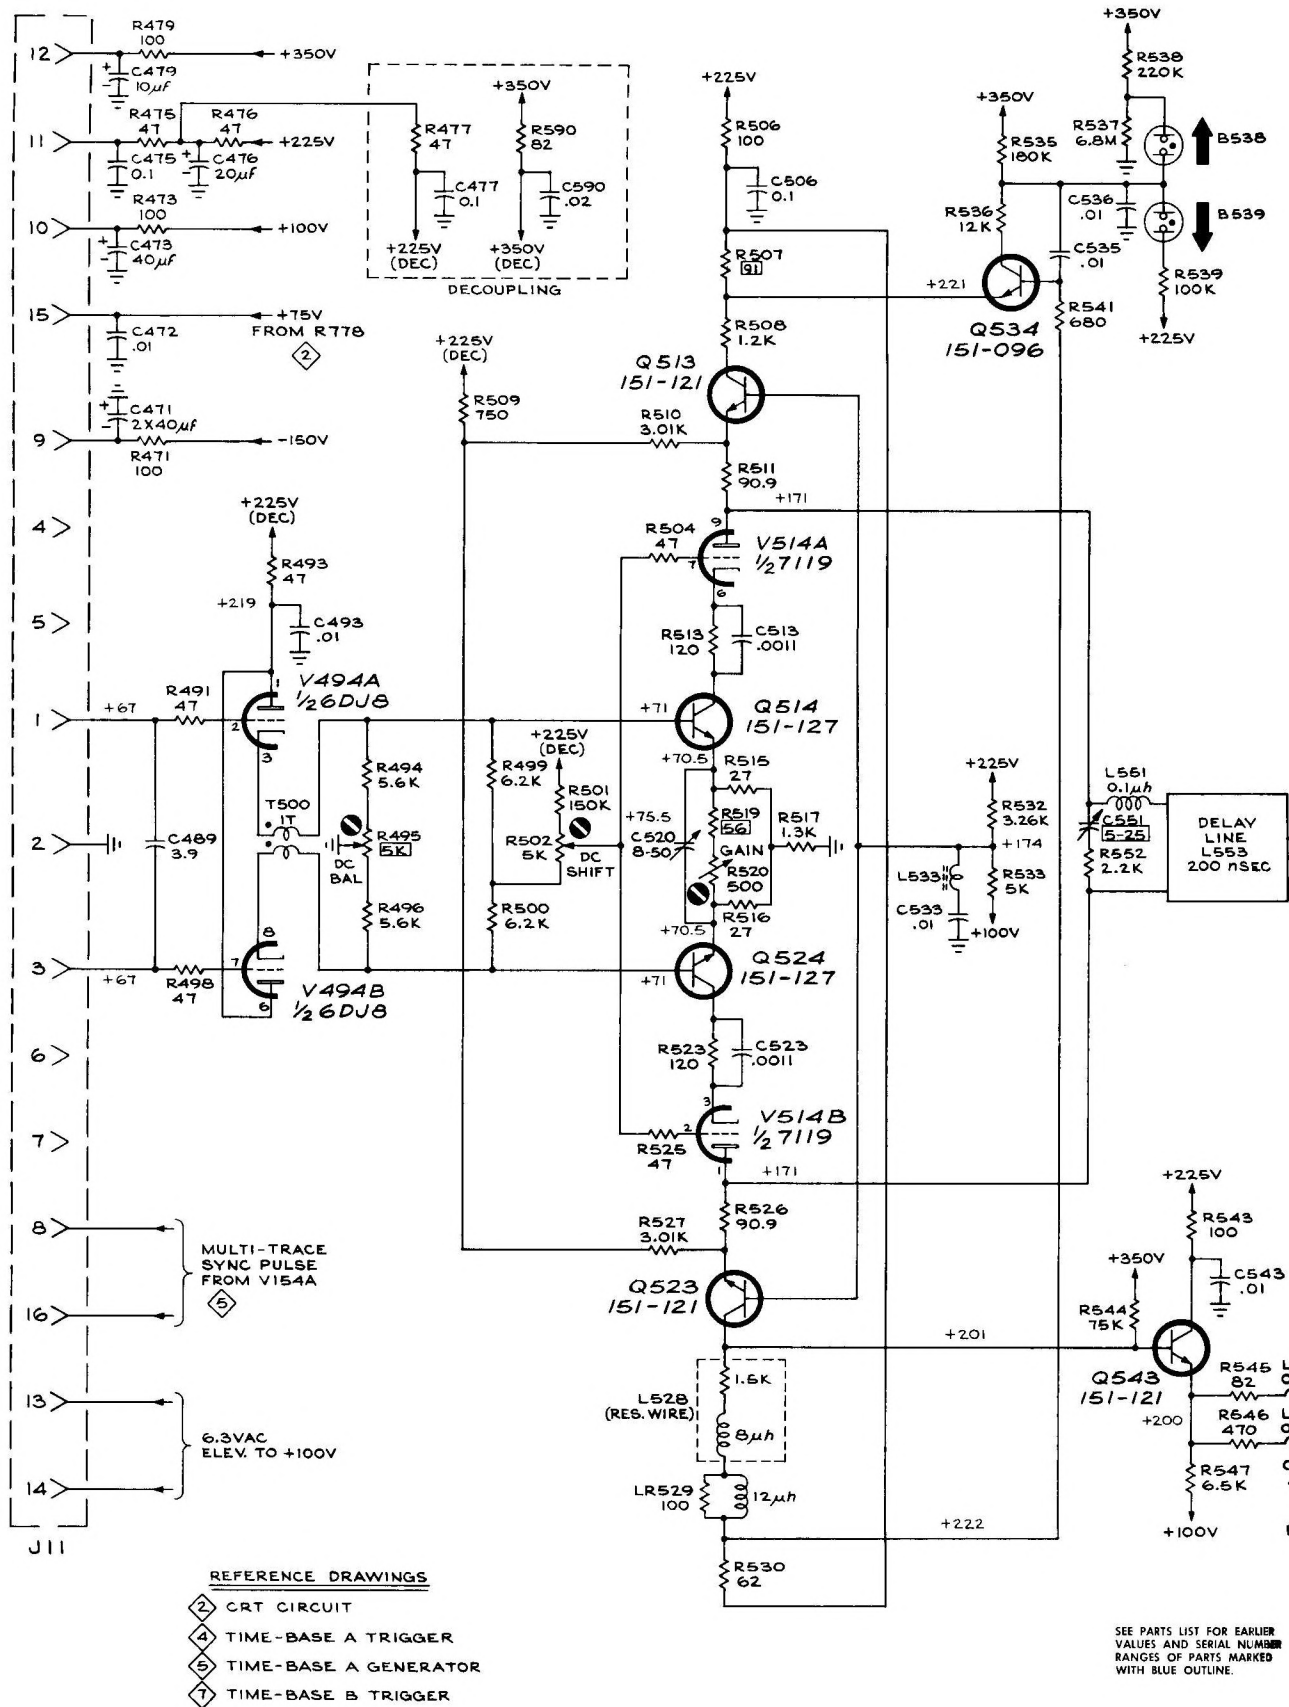 12
R479
100
+350V
+
-
C479
10µf
11
R475
47
R476
47
+225V
C475
0.1
+
-
C476
20µf
10
R473
100
+100V
+
-
C473
40µf
15
+75V
FROM R778
2
C472
.01
+
-
C471
2X40µf
9
-150V
R471
100
R477
47
C477
0.1
+225V
(DEC)
+350V
R590
82
C590
.02
+350V
(DEC)
DECOUPLING
+225V
R506
100
C506
0.1
R507
91
R508
1.2K
Q513
151-121
+350V
R538
220K
+350V
R535
180K
R537
6.8M
B538
R536
12K
C536
.01
C535
.01
B539
R539
100K
+225V
+221
Q534
151-096
R541
680
+225V
(DEC)
R509
750
R510
3.01K
R511
90.9
+171
4
5
+225V
(DEC)
R493
47
+219
C493
.01
V494A
1/2 6DJ8
1
2
3
R504
47
9
7
6
V514A
1/2 7119
R513
120
C513
.0011
1
+67
R491
47
+71
Q514
151-127
+70.5
R494
5.6K
R499
6.2K
+225V
(DEC)
R501
150K
R515
27
T500
1T
R495
5K
DC
BAL
R502
5K
DC
SHIFT
+75.5
C520
8-50
R519
56
GAIN
R520
500
R517
1.3K
R516
27
2
C489
3.9
R496
5.6K
R500
6.2K
+70.5
+225V
R532
3.26K
+174
L533
C533
.01
R533
5K
+100V
L551
0.1µh
C551
5-25
R552
2.2K
DELAY
LINE
L553
200 nSEC
3
+67
R498
47
8
7
6
V494B
1/2 6DJ8
+71
Q524
151-127
6
R523
120
C523
.0011
7
3
2
1
V514B
1/2 7119
R525
47
+171
R526
90.9
R527
3.01K
Q523
151-121
8
16
MULTI-TRACE
SYNC PULSE
FROM V154A
5
+201
+225V
R543
100
C543
.01
+350V
R544
75K
Q543
151-121
+200
R545
82
R546
470
R547
6.5K
+100V
13
14
6.3VAC
ELEV. TO +100V
L528
(RES. WIRE)
1.5K
8µh
LR529
100
12µh
+222
R530
62
J11
REFERENCE DRAWINGS
2 CRT CIRCUIT
4 TIME-BASE A TRIGGER
5 TIME-BASE A GENERATOR
7 TIME-BASE B TRIGGER
SEE PARTS LIST FOR EARLIER
VALUES AND SERIAL NUMBER
RANGES OF PARTS MARKED
WITH BLUE OUTLINE.